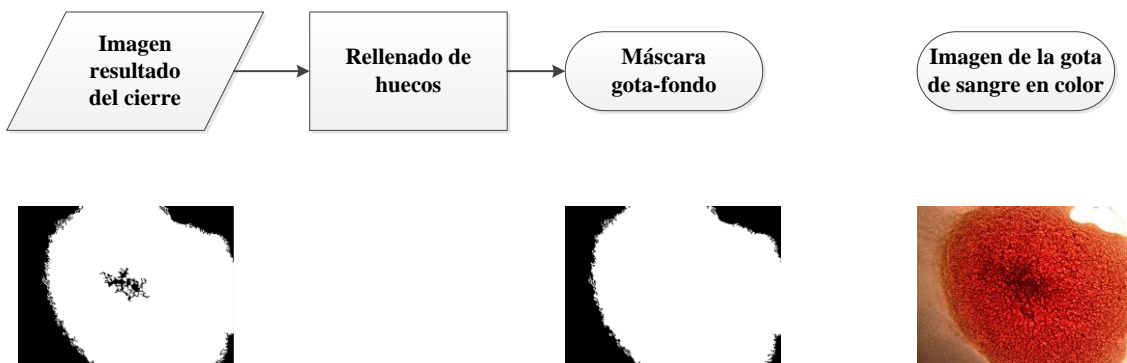 Imagen
resultado
del cierre
Rellenado de
huecos
Máscara
gota-fondo
Imagen de la gota
de sangre en color